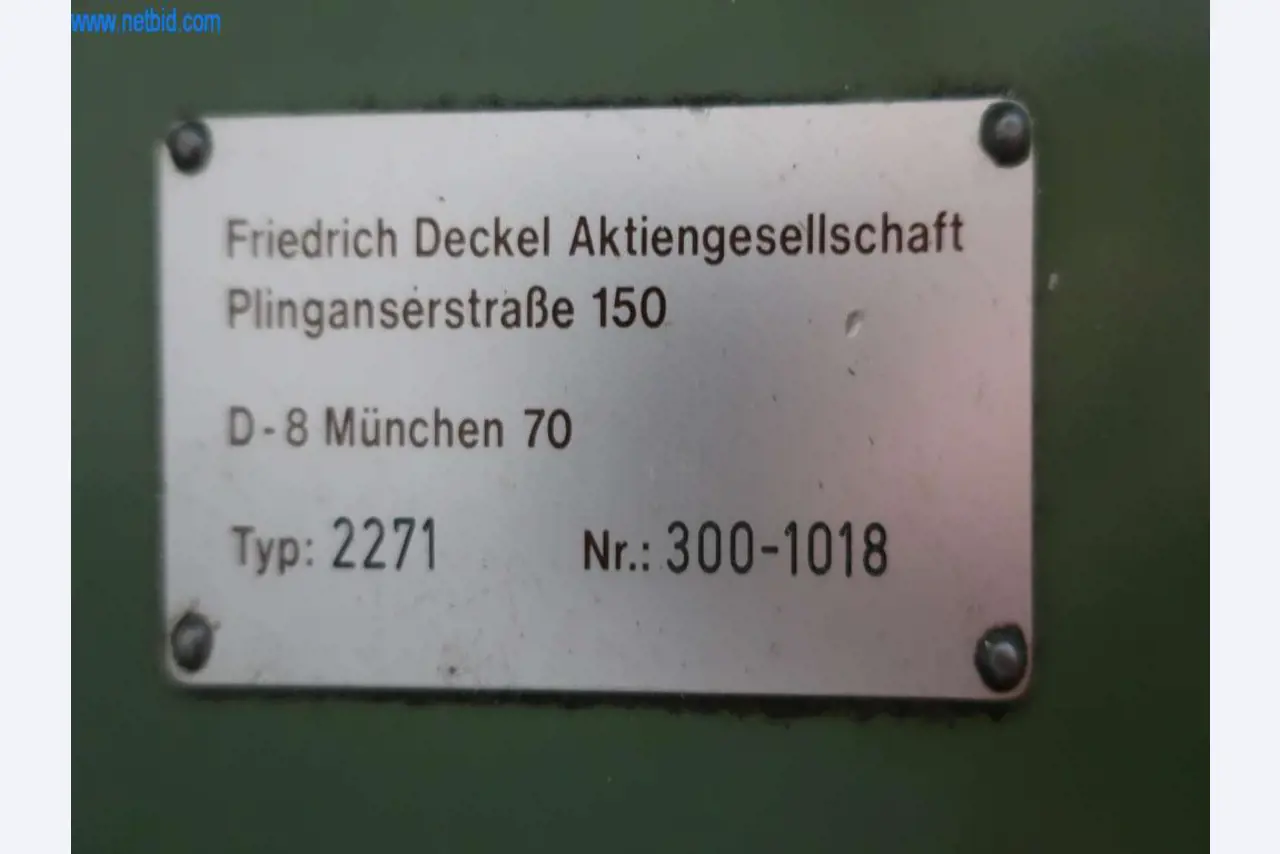 www.netbid.com
Friedrich Deckel Aktiengesellschaft
Plinganserstraße 150
D-8 München 70
Typ: 2271 Nr.: 300-1018